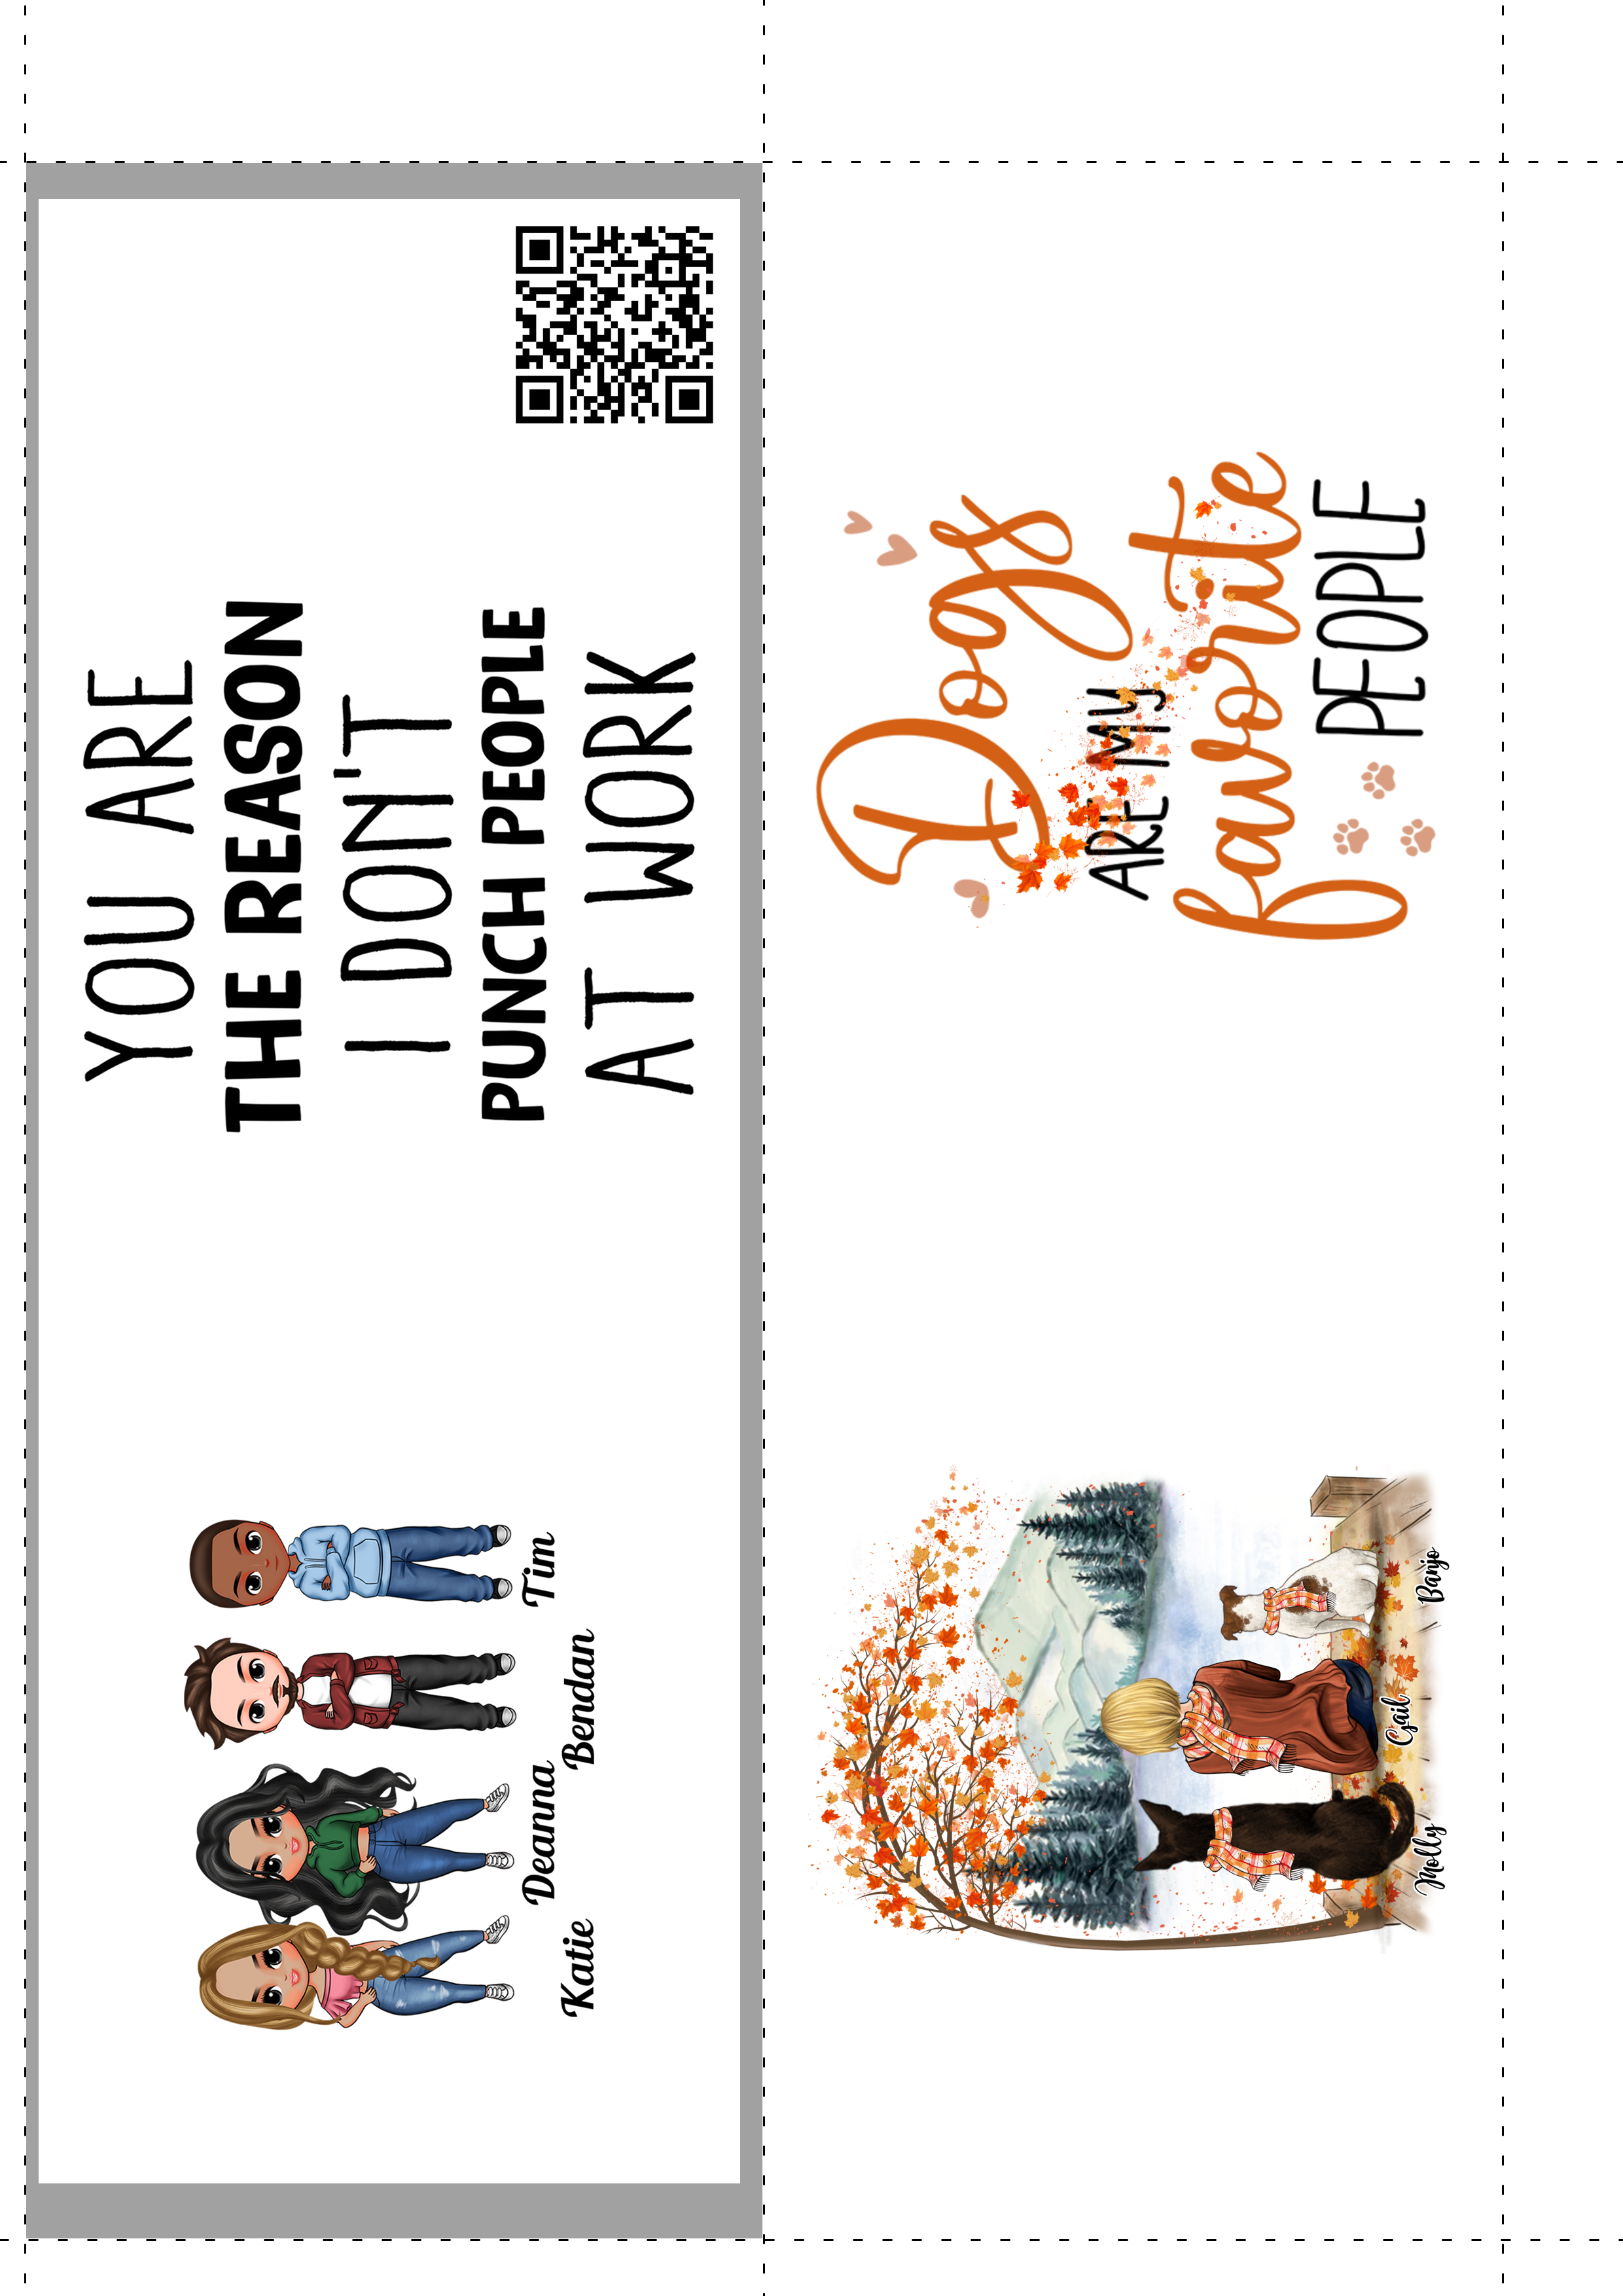 YOU ARE
THE REASON
I DON'T
PUNCH PEOPLE
AT WORK
Katie
Deanna
Bendan
Tim
Dogs
ARE MY
favorite
PEOPLE
Molly
Gail
Banjo